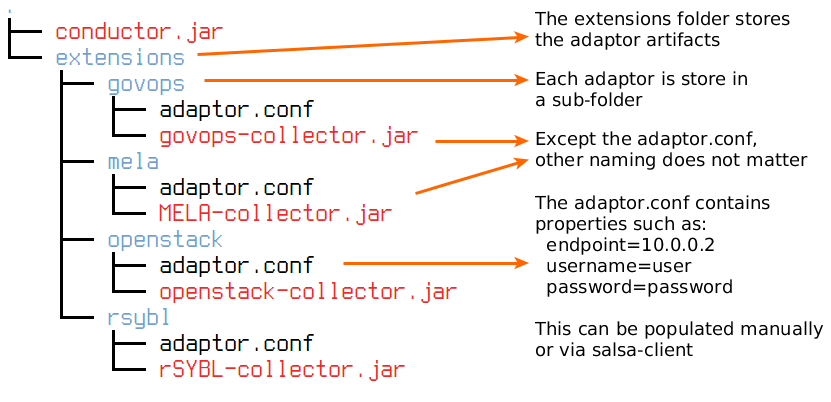 .
conductor.jar
extensions
govops
adaptor.conf
govops-collector.jar
mela
adaptor.conf
MELA-collector.jar
openstack
adaptor.conf
openstack-collector.jar
rsybl
adaptor.conf
rSYBL-collector.jar
The extensions folder stores
the adaptor artifacts
Each adaptor is store in
a sub-folder
Except the adaptor.conf,
other naming does not matter
The adaptor.conf contains
properties such as:
endpoint=10.0.0.2
username=user
password=password
This can be populated manually
or via salsa-client